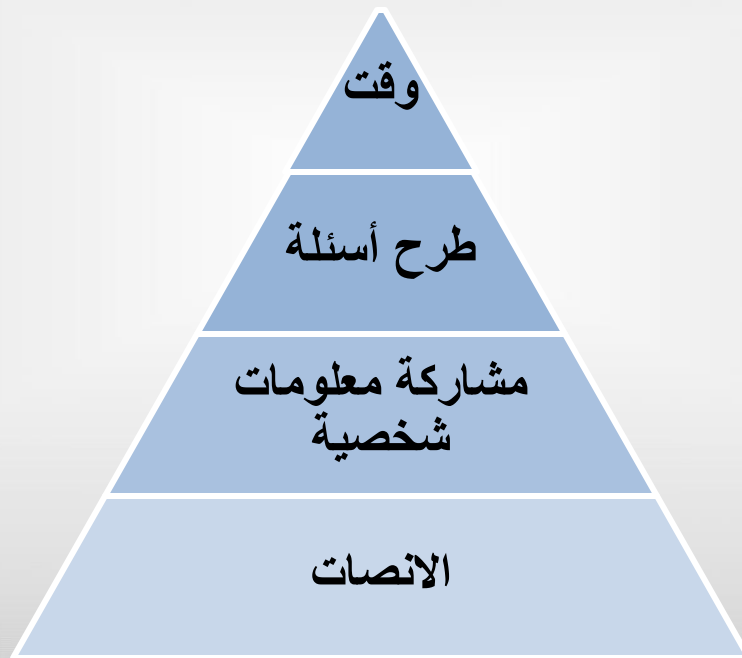 وقت
طرح أسئلة
مشاركة معلومات
شخصية
الانصات